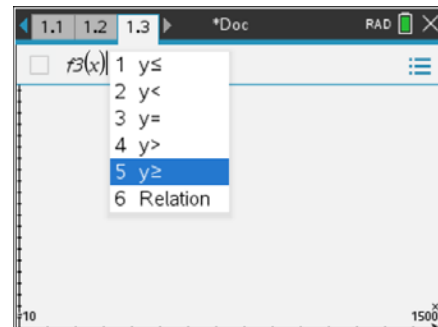 1.1 1.2 1.3 *Doc RAD
f3(x) 1 y≤
2 y<
3 y=
4 y>
5 y≥
6 Relation
-10 1500 x